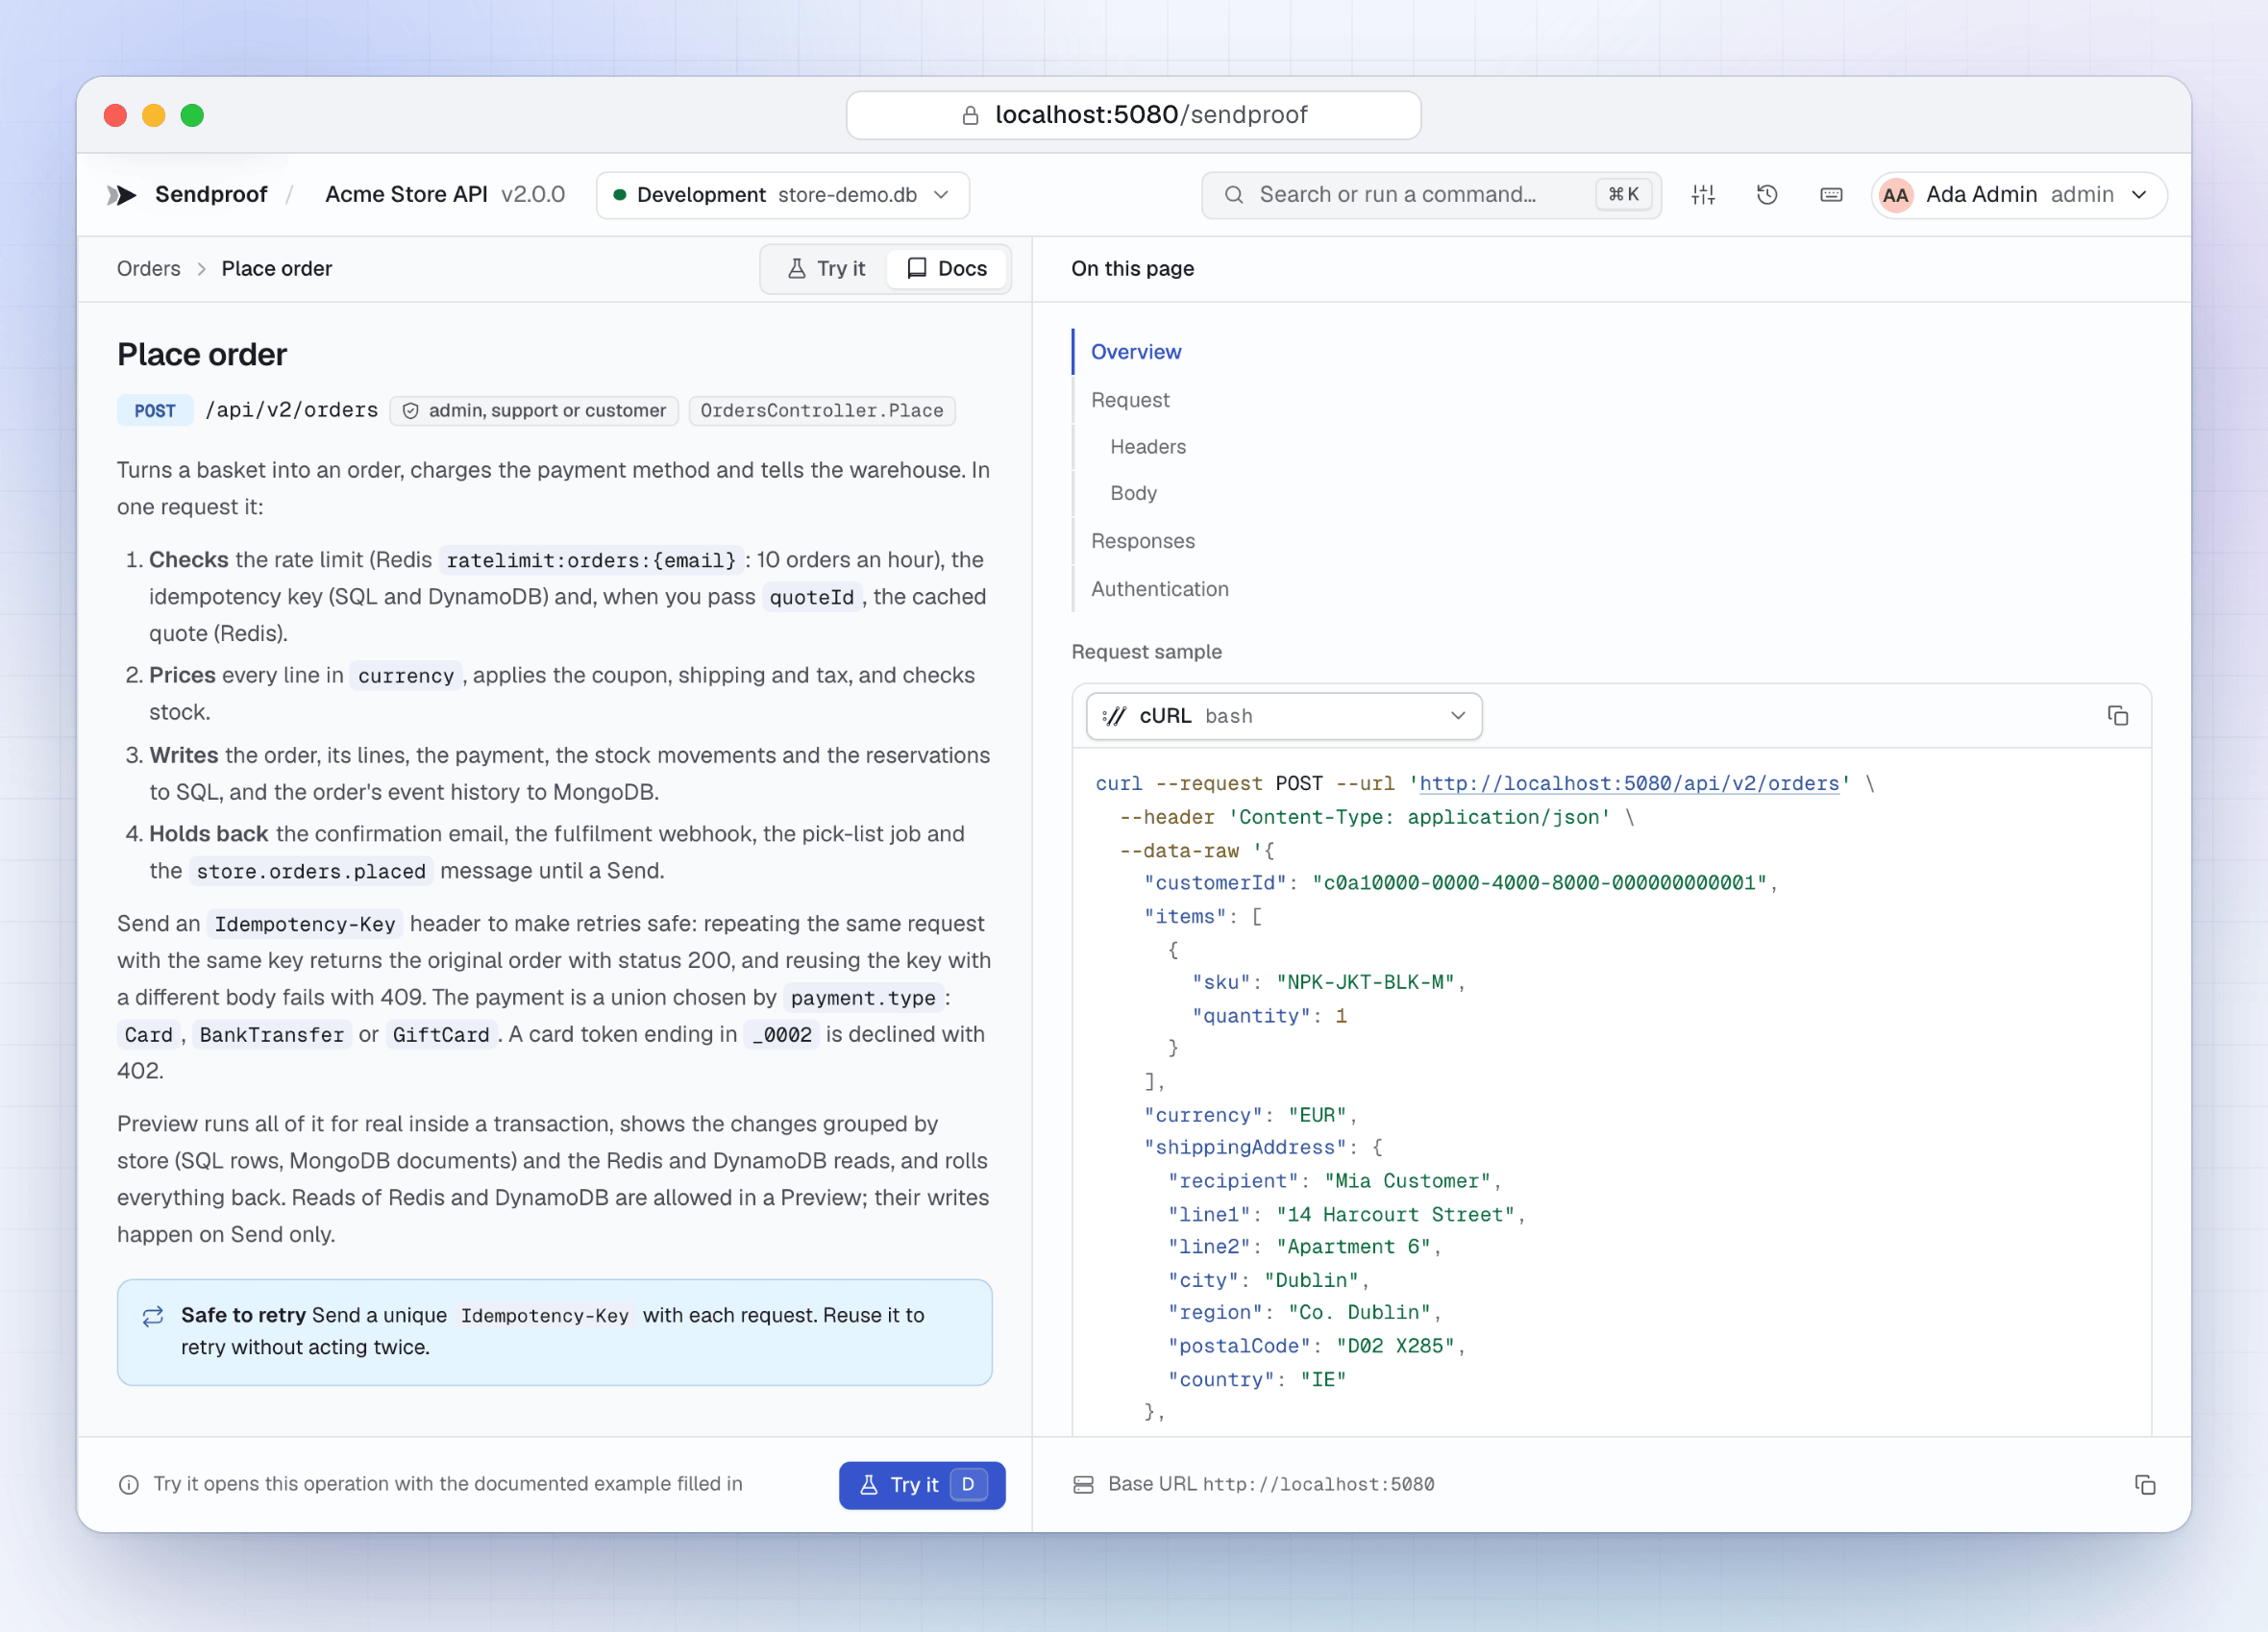 localhost:5080/sendproof
Sendproof / Acme Store API v2.0.0 Development store-demo.db Search or run a command... ⌘K AA Ada Admin admin
Orders > Place order Try it Docs
Place order
POST /api/v2/orders admin, support or customer OrdersController.Place
Turns a basket into an order, charges the payment method and tells the warehouse. In
one request it:
1. Checks the rate limit (Redis ratelimit:orders:{email}: 10 orders an hour), the
idempotency key (SQL and DynamoDB) and, when you pass quoteId, the cached
quote (Redis).
2. Prices every line in currency, applies the coupon, shipping and tax, and checks
stock.
3. Writes the order, its lines, the payment, the stock movements and the reservations
to SQL, and the order's event history to MongoDB.
4. Holds back the confirmation email, the fulfilment webhook, the pick-list job and
the store.orders.placed message until a Send.
Send an Idempotency-Key header to make retries safe: repeating the same request
with the same key returns the original order with status 200, and reusing the key with
a different body fails with 409. The payment is a union chosen by payment.type:
Card, BankTransfer or GiftCard. A card token ending in _0002 is declined with
402.
Preview runs all of it for real inside a transaction, shows the changes grouped by
store (SQL rows, MongoDB documents) and the Redis and DynamoDB reads, and rolls
everything back. Reads of Redis and DynamoDB are allowed in a Preview; their writes
happen on Send only.
Safe to retry Send a unique Idempotency-Key with each request. Reuse it to
retry without acting twice.
Try it opens this operation with the documented example filled in Try it D
On this page
Overview
Request
Headers
Body
Responses
Authentication
Request sample
cURL bash
curl --request POST --url 'http://localhost:5080/api/v2/orders' \
--header 'Content-Type: application/json' \
--data-raw '{
"customerId": "c0a10000-0000-4000-8000-000000000001",
"items": [
{
"sku": "NPK-JKT-BLK-M",
"quantity": 1
}
],
"currency": "EUR",
"shippingAddress": {
"recipient": "Mia Customer",
"line1": "14 Harcourt Street",
"line2": "Apartment 6",
"city": "Dublin",
"region": "Co. Dublin",
"postalCode": "D02 X285",
"country": "IE"
},
Base URL http://localhost:5080